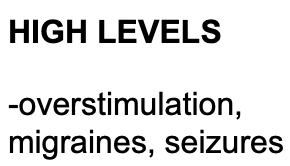 HIGH LEVELS
-overstimulation,
migraines, seizures